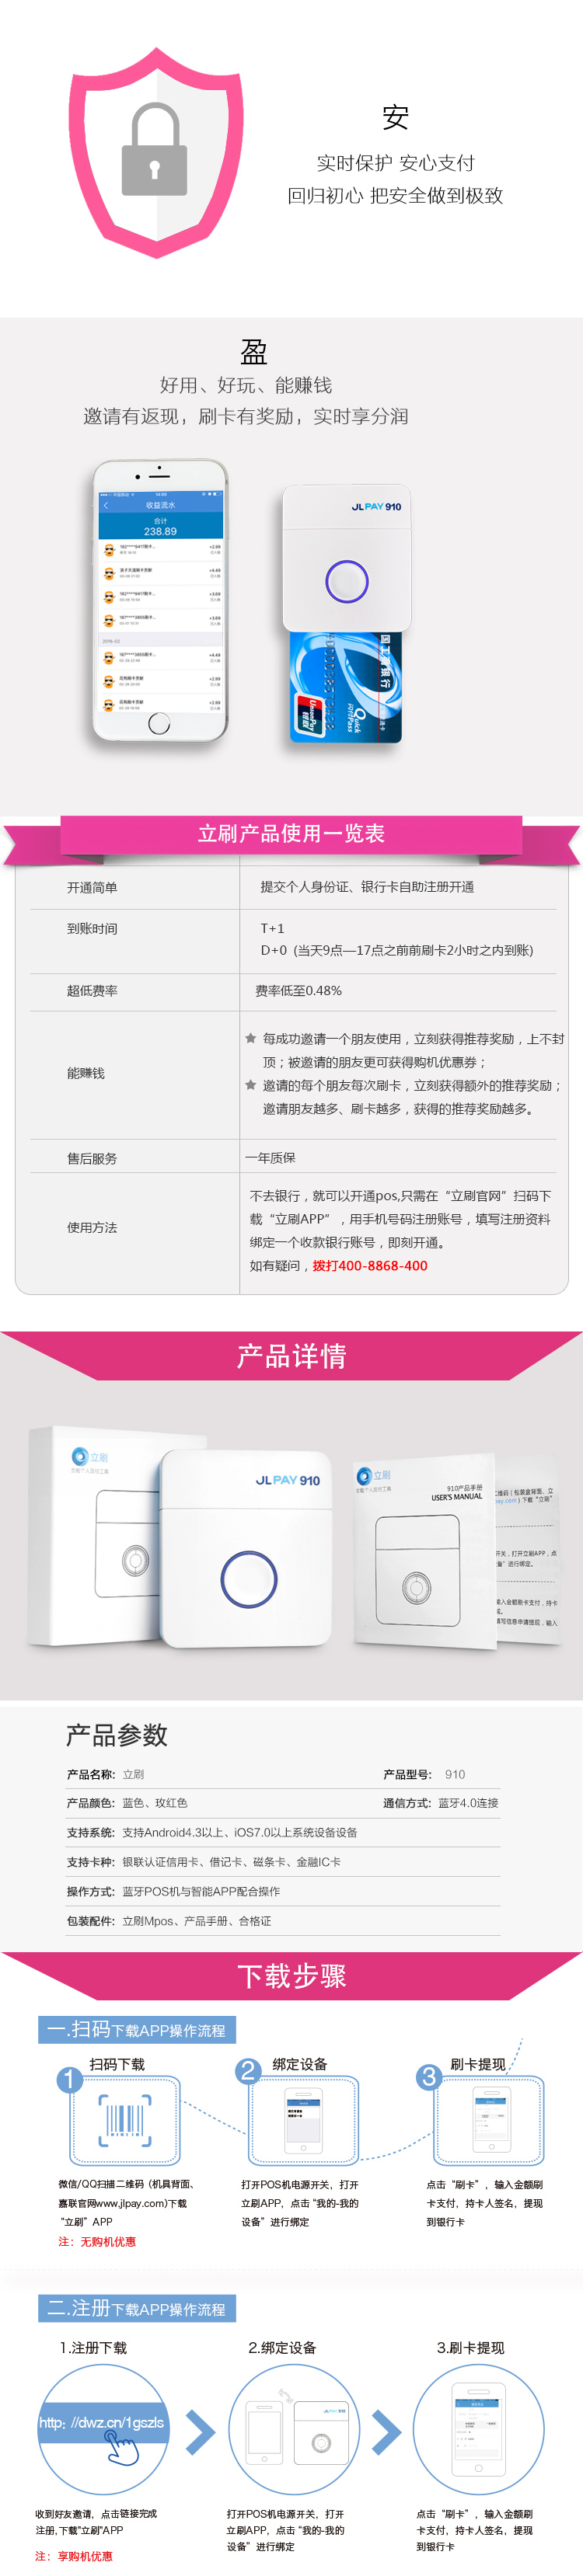 安
实时保护 安心支付
回归初心 把安全做到极致
盈
好用、好玩、能赚钱
邀请有返现，刷卡有奖励，实时享分润
收益流水
合计
238.89
JLPAY 910
UnionPay
银联
Quick
Pass
立刷产品使用一览表
开通简单 提交个人身份证、银行卡自助注册开通
到账时间 T+1
D+0 (当天9点—17点之前前刷卡2小时之内到账)
超低费率 费率低至0.48%
能赚钱
★ 每成功邀请一个朋友使用，立刻获得推荐奖励，上不封
顶；被邀请的朋友更可获得购机优惠券；
★ 邀请的每个朋友每次刷卡，立刻获得额外的推荐奖励；
邀请朋友越多、刷卡越多，获得的推荐奖励越多。
售后服务 一年质保
使用方法
不去银行，就可以开通pos,只需在“立刷官网”扫码下
载“立刷APP”，用手机号码注册账号，填写注册资料
绑定一个收款银行账号，即刻开通。
如有疑问，拨打400-8868-400
产品详情
立刷
JLPAY 910
立刷
910产品手册
USER'S MANUAL
产品参数
产品名称: 立刷 产品型号: 910
产品颜色: 蓝色、玫红色 通信方式: 蓝牙4.0连接
支持系统: 支持Android4.3以上、iOS7.0以上系统设备设备
支持卡种: 银联认证信用卡、借记卡、磁条卡、金融IC卡
操作方式: 蓝牙POS机与智能APP配合操作
包装配件: 立刷Mpos、产品手册、合格证
下载步骤
一.扫码下载APP操作流程
1 扫码下载
2 绑定设备
3 刷卡提现
微信/QQ扫描二维码 (机具背面、
嘉联官网www.jlpay.com)下载
“立刷”APP
注：无购机优惠
打开POS机电源开关，打开
立刷APP，点击“我的-我的
设备”进行绑定
点击“刷卡”，输入金额刷
卡支付，持卡人签名，提现
到银行卡
二.注册下载APP操作流程
1.注册下载
2.绑定设备
3.刷卡提现
http: //dwz.cn/1gszls
JLPAY 910
收到好友邀请，点击链接完成
注册,下载"立刷"APP
注：享购机优惠
打开POS机电源开关，打开
立刷APP，点击“我的-我的
设备”进行绑定
点击“刷卡”，输入金额刷
卡支付，持卡人签名，提现
到银行卡